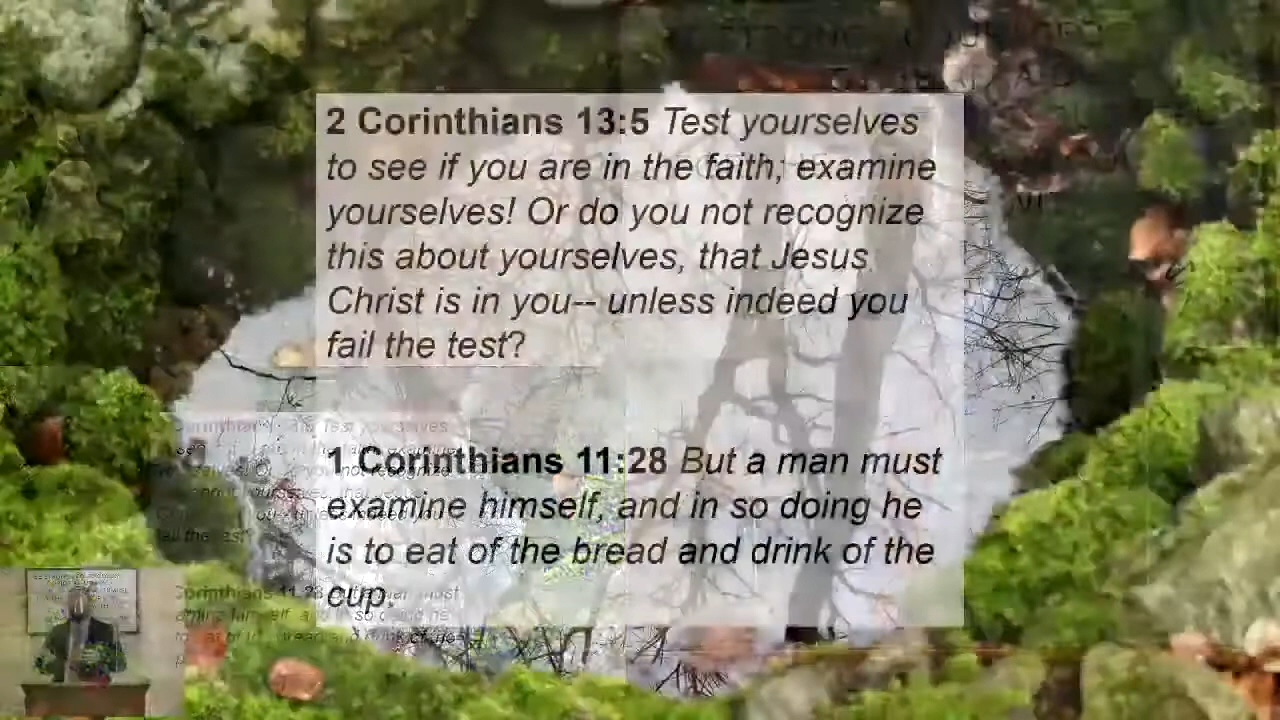 2 Corinthians 13:5 Test yourselves
to see if you are in the faith; examine
yourselves! Or do you not recognize
this about yourselves, that Jesus
Christ is in you-- unless indeed you
fail the test?
1 Corinthians 11:28 But a man must
examine himself, and in so doing he
is to eat of the bread and drink of the
cup.